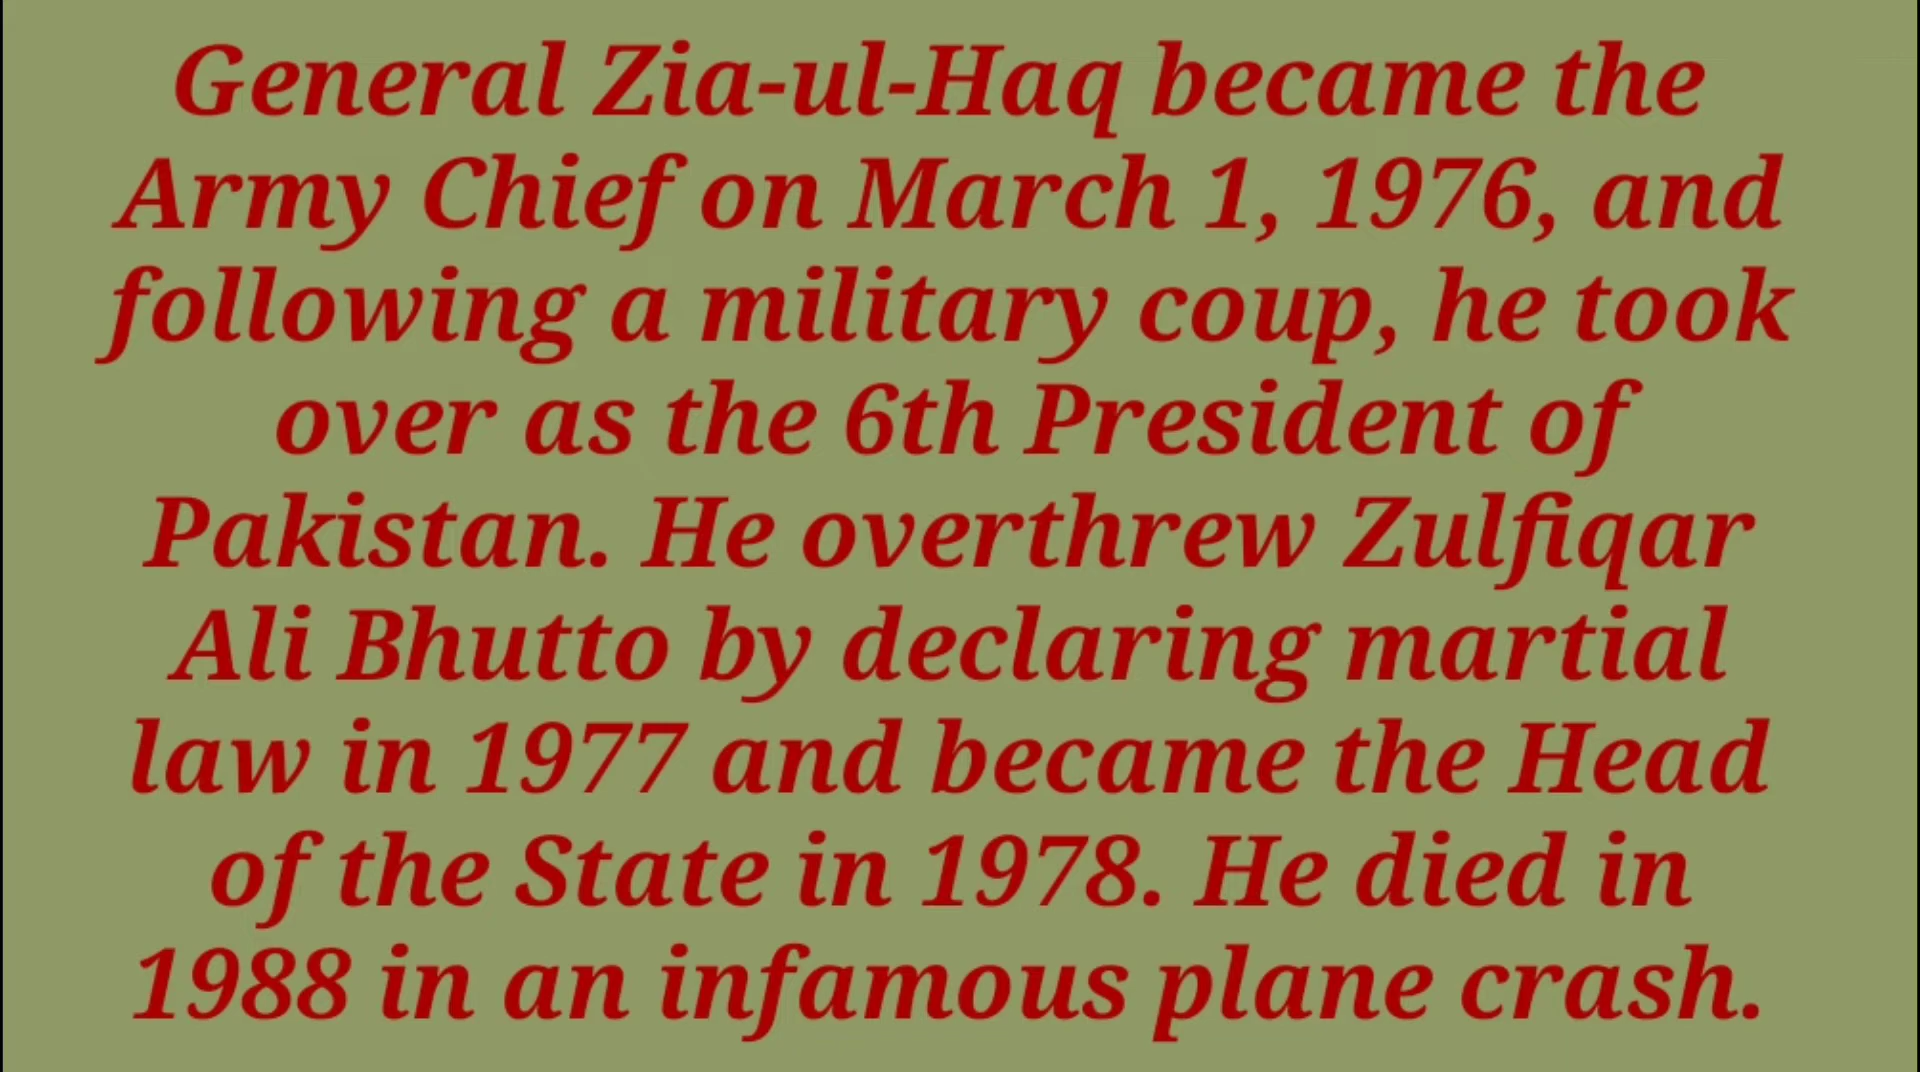 General Zia-ul-Haq became the
Army Chief on March 1, 1976, and
following a military coup, he took
over as the 6th President of
Pakistan. He overthrew Zulfiqar
Ali Bhutto by declaring martial
law in 1977 and became the Head
of the State in 1978. He died in
1988 in an infamous plane crash.